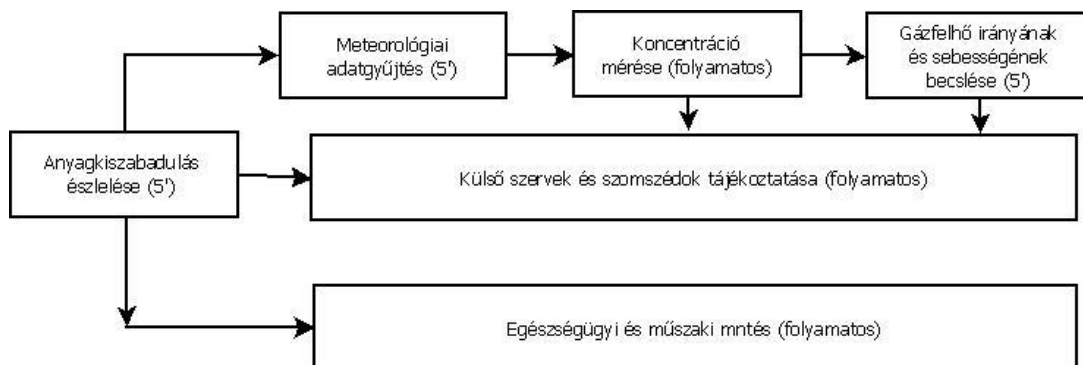 Meteorológiai
adatgyűjtés (5')
Koncentráció
mérése (folyamatos)
Gázfelhő irányának
és sebességének
becslése (5')
Anyagkiszabadulás
észlelése (5')
Külső szervek és szomszédok tájékoztatása (folyamatos)
Egészségügyi és műszaki mntés (folyamatos)